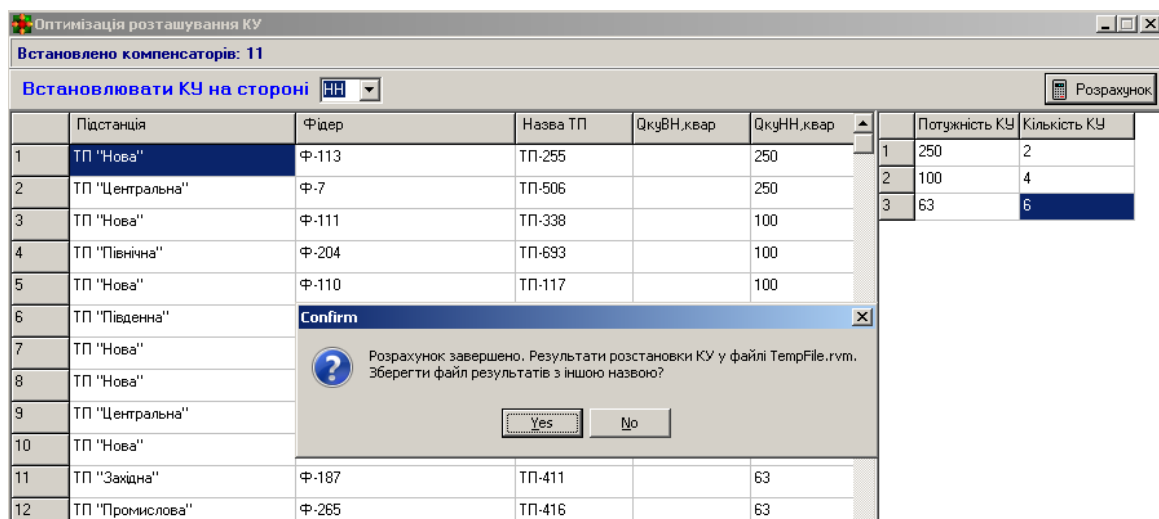 Оптимізація розташування КУ
Встановлено компенсаторів: 11
Встановлювати КУ на стороні НН Розрахунок
Підстанція Фідер Назва ТП QкуВН,квар QкуНН,квар Потужність КУ Кількість КУ
1 ТП "Нова" Ф-113 ТП-255 250 1 250 2
2 ТП "Центральна" Ф-7 ТП-506 250 2 100 4
3 ТП "Нова" Ф-111 ТП-338 100 3 63 6
4 ТП "Північна" Ф-204 ТП-693 100
5 ТП "Нова" Ф-110 ТП-117 100
6 ТП "Південна"
Confirm
7 ТП "Нова"
Розрахунок завершено. Результати розстановки КУ у файлі TempFile.rvm.
Зберегти файл результатів з іншою назвою?
8 ТП "Нова"
9 ТП "Центральна"
Yes No
10 ТП "Нова"
11 ТП "Західна" Ф-187 ТП-411 63
12 ТП "Промислова" Ф-265 ТП-416 63